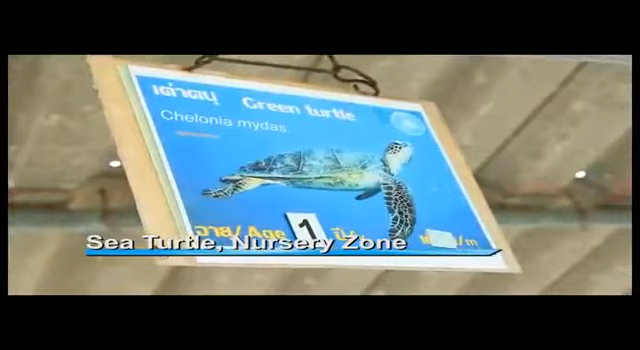 เต่าตนุ Green turtle
Chelonia mydas
อายุ / Age 1 ปี
/ m
Sea Turtle, Nursery Zone